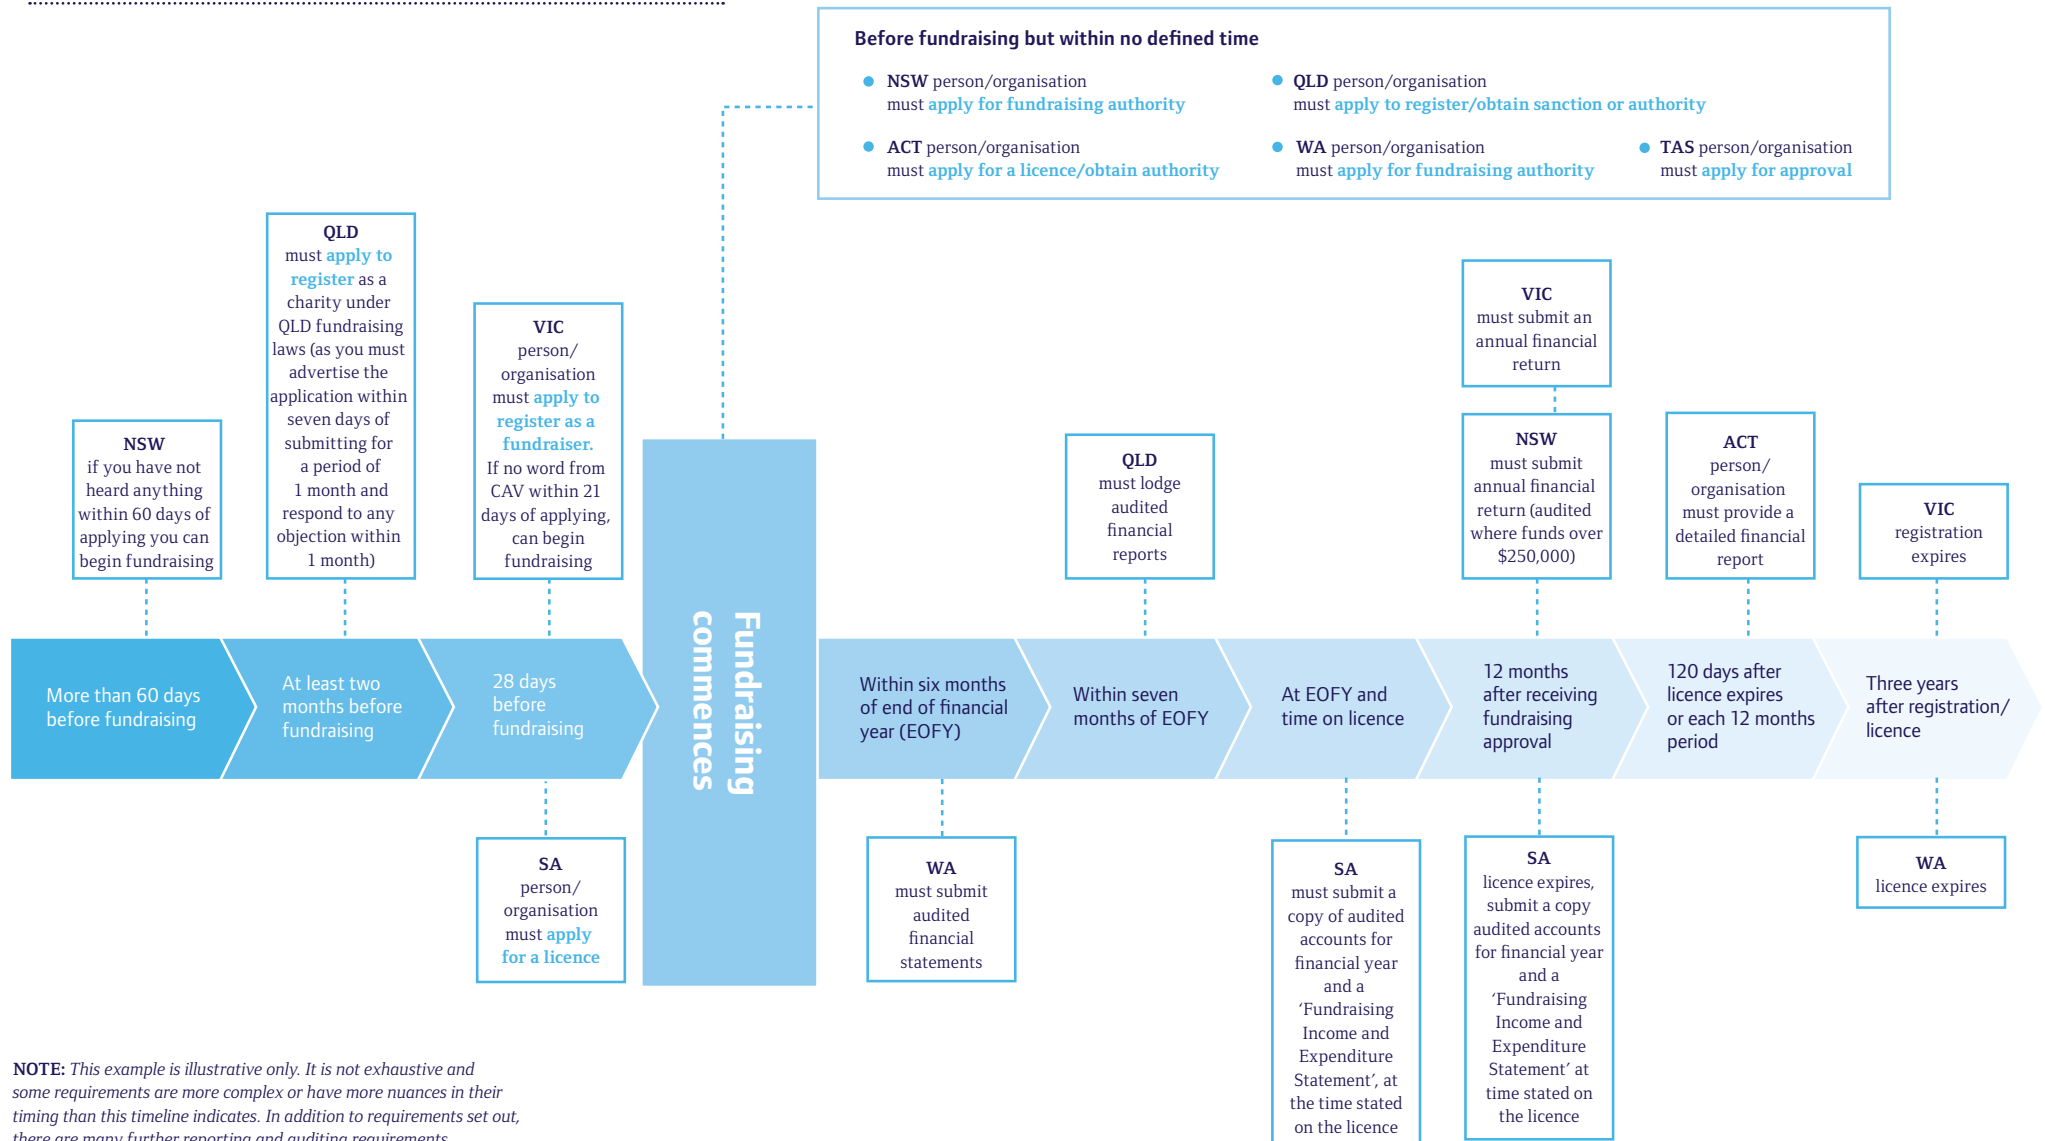 Before fundraising but within no defined time
NSW person/organisation
must apply for fundraising authority
QLD person/organisation
must apply to register/obtain sanction or authority
ACT person/organisation
must apply for a licence/obtain authority
WA person/organisation
must apply for fundraising authority
TAS person/organisation
must apply for approval
NSW
if you have not
heard anything
within 60 days of
applying you can
begin fundraising
QLD
must apply to
register as a
charity under
QLD fundraising
laws (as you must
advertise the
application within
seven days of
submitting for
a period of
1 month and
respond to any
objection within
1 month)
VIC
person/
organisation
must apply to
register as a
fundraiser.
If no word from
CAV within 21
days of applying,
can begin
fundraising
QLD
must lodge
audited
financial
reports
VIC
must submit an
annual financial
return
NSW
must submit
annual financial
return (audited
where funds over
$250,000)
ACT
person/
organisation
must provide a
detailed financial
report
VIC
registration
expires
More than 60 days
before fundraising
At least two
months before
fundraising
28 days
before
fundraising
Fundraising
commences
Within six months
of end of financial
year (EOFY)
Within seven
months of EOFY
At EOFY and
time on licence
12 months
after receiving
fundraising
approval
120 days after
licence expires
or each 12 months
period
Three years
after registration/
licence
SA
person/
organisation
must apply
for a licence
WA
must submit
audited
financial
statements
SA
must submit a
copy of audited
accounts for
financial year
and a
‘Fundraising
Income and
Expenditure
Statement’, at
the time stated
on the licence
SA
licence expires,
submit a copy
audited accounts
for financial year
and a
‘Fundraising
Income and
Expenditure
Statement’ at
time stated on
the licence
WA
licence expires
NOTE: This example is illustrative only. It is not exhaustive and
some requirements are more complex or have more nuances in their
timing than this timeline indicates. In addition to requirements set out,
there are many further reporting and auditing requirements